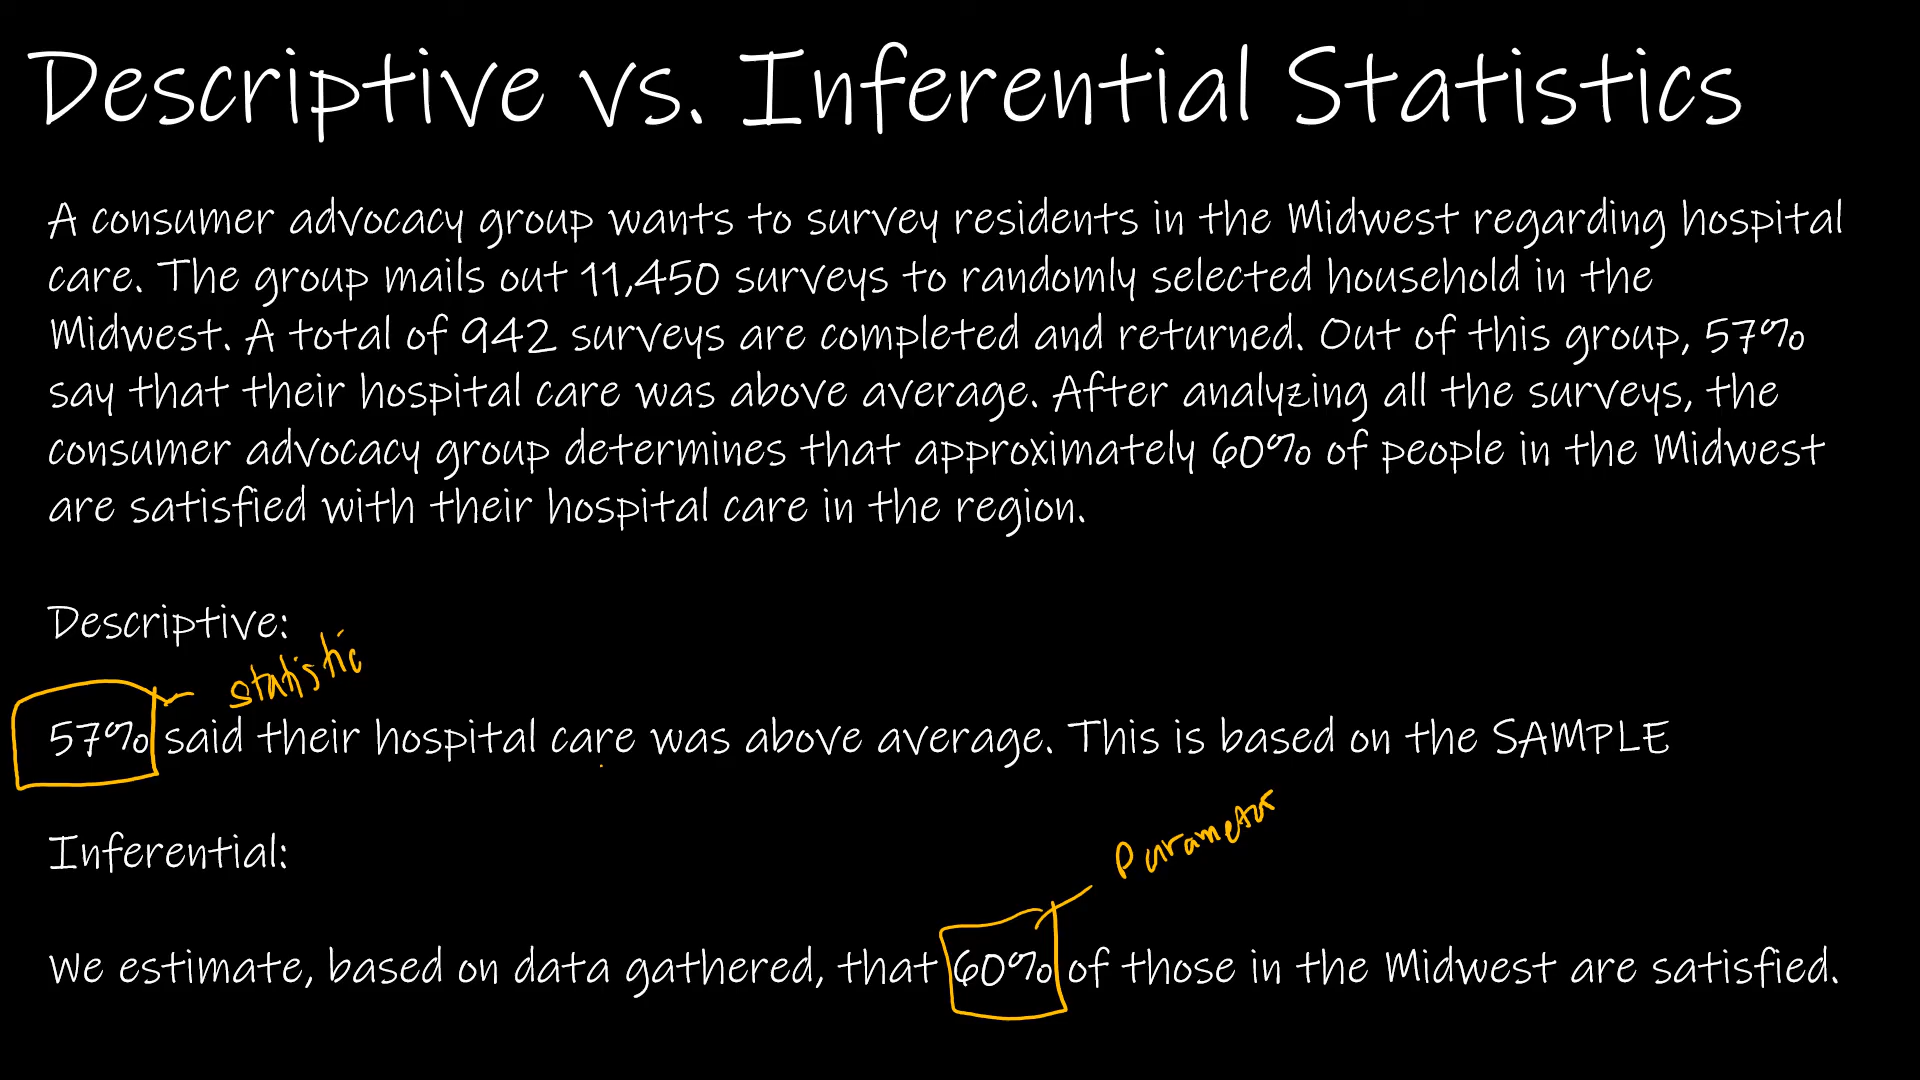 Descriptive vs. Inferential Statistics
A consumer advocacy group wants to survey residents in the Midwest regarding hospital
care. The group mails out 11,450 surveys to randomly selected household in the
Midwest. A total of 942 surveys are completed and returned. Out of this group, 57%
say that their hospital care was above average. After analyzing all the surveys, the
consumer advocacy group determines that approximately 60% of people in the Midwest
are satisfied with their hospital care in the region.
Descriptive:
statistic
57% said their hospital care was above average. This is based on the SAMPLE
Parameter
Inferential:
We estimate, based on data gathered, that 60% of those in the Midwest are satisfied.